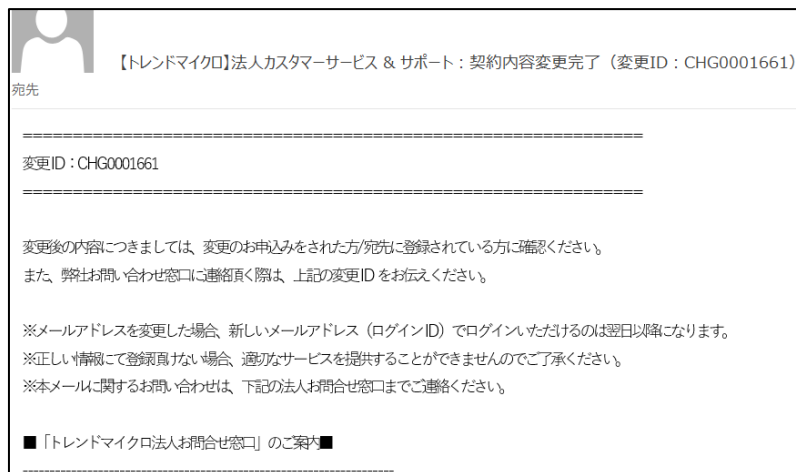 【トレンドマイクロ】法人カスタマーサービス & サポート：契約内容変更完了（変更ID：CHG0001661）
宛先
================================================================
変更ID：CHG0001661
================================================================
変更後の内容につきましては、変更のお申込みをされた方/宛先に登録されている方に確認ください。
また、弊社お問い合わせ窓口に連絡頂く際は、上記の変更ID をお伝えください。
※メールアドレスを変更した場合、新しいメールアドレス（ログイン ID）でログインいただけるのは翌日以降になります。
※正しい情報にて登録頂けない場合、適切なサービスを提供することができませんのでご了承ください。
※本メールに関するお問い合わせは、下記の法人お問合せ窓口までご連絡ください。
■「トレンドマイクロ法人お問合せ窓口」のご案内■
----------------------------------------------------------------------